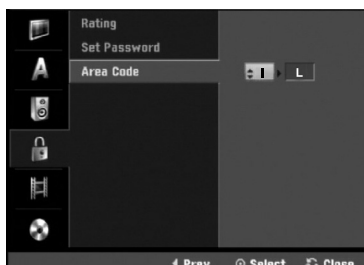 Rating
Set Password
Area Code
I L
A
Prev. Select Close